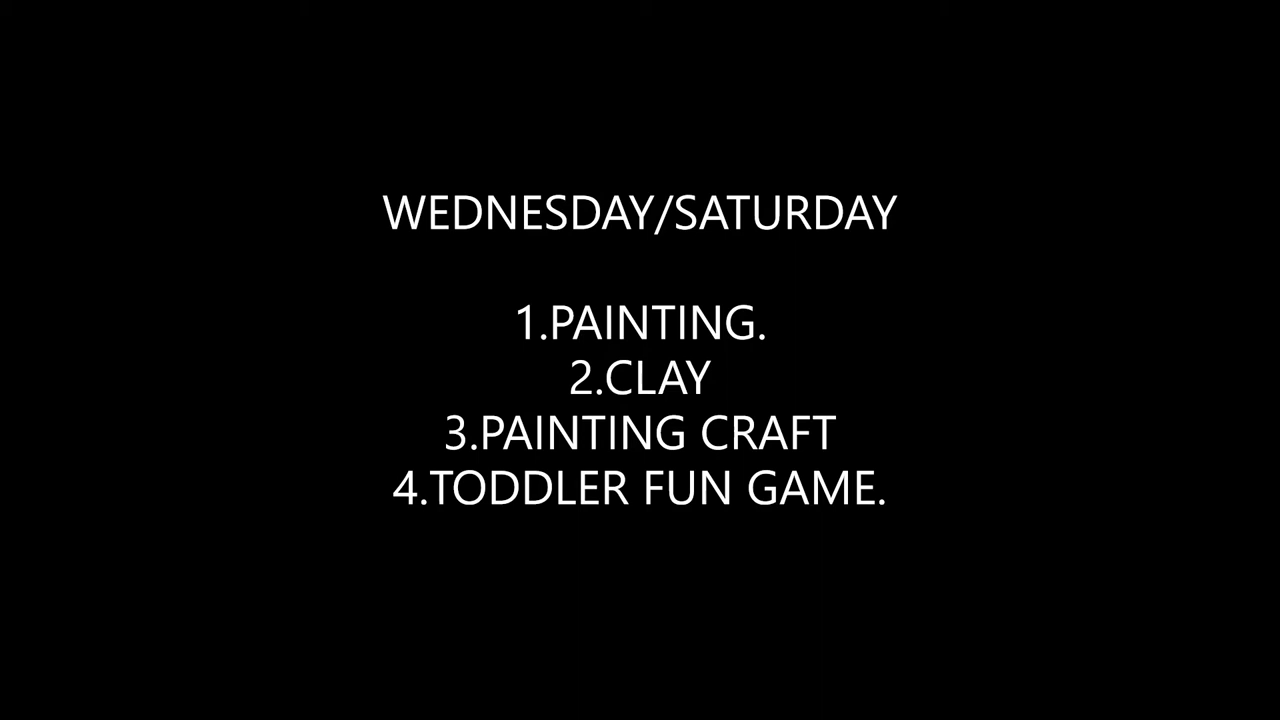 WEDNESDAY/SATURDAY
1.PAINTING.
2.CLAY
3.PAINTING CRAFT
4.TODDLER FUN GAME.